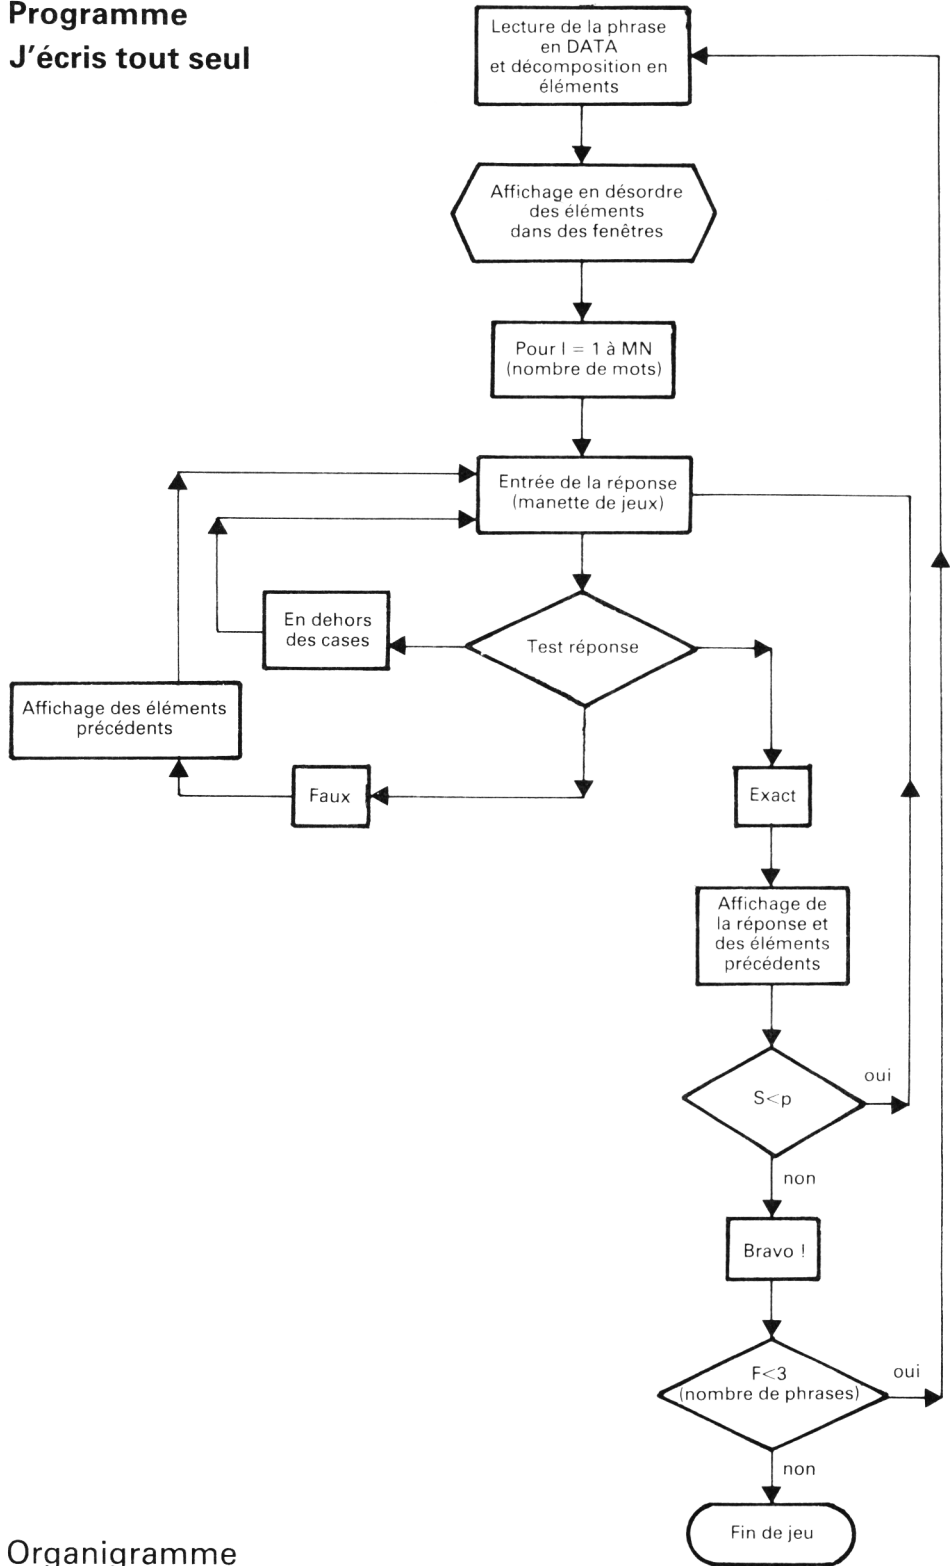 Programme
J'écris tout seul
Lecture de la phrase
en DATA
et décomposition en
éléments
Affichage en désordre
des éléments
dans des fenêtres
Pour I = 1 à MN
(nombre de mots)
Entrée de la réponse
(manette de jeux)
En dehors
des cases
Test réponse
Affichage des éléments
précédents
Faux
Exact
Affichage de
la réponse et
des éléments
précédents
S<p
oui
non
Bravo !
F<3
(nombre de phrases)
oui
non
Fin de jeu
Organigramme